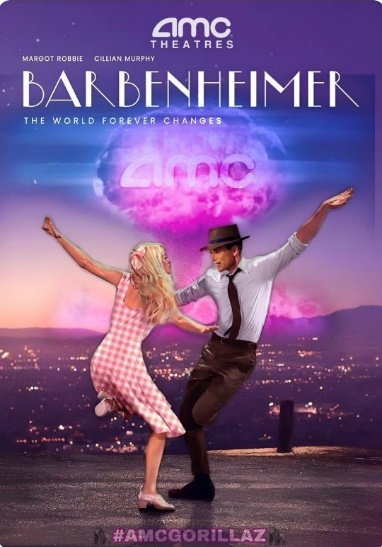 amc
THEATRES
MARGOT ROBBIE CILLIAN MURPHY
BARBENHEIMER
THE WORLD FOREVER CHANGES
amc
#AMCGORILLAZ